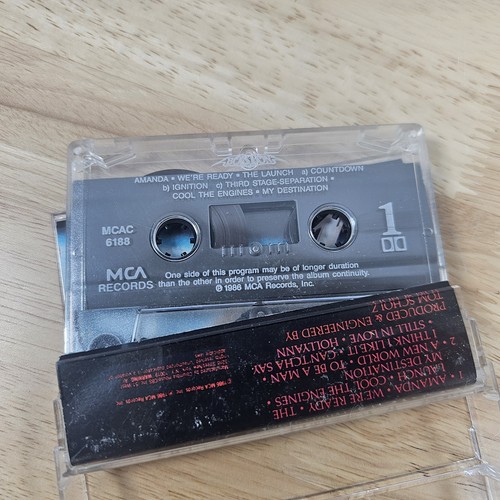 BOSTON
AMANDA • WE'RE READY • THE LAUNCH a) COUNTDOWN
b) IGNITION c) THIRD STAGE-SEPARATION •
COOL THE ENGINES • MY DESTINATION
MCAC
6188
1
MCA
RECORDS
One side of this program may be of longer duration
than the other in order to preserve the album continuity.
© 1986 MCA Records, Inc.
AMANDA • WE'RE READY • THE
LAUNCH • COOL THE ENGINES •
MY DESTINATION
2. A NEW WORLD • TO BE A MAN •
I THINK I LIKE IT • CAN'TCHA SAY/
STILL IN LOVE • HOLLYANN
PRODUCED & ENGINEERED BY
TOM SCHOLZ